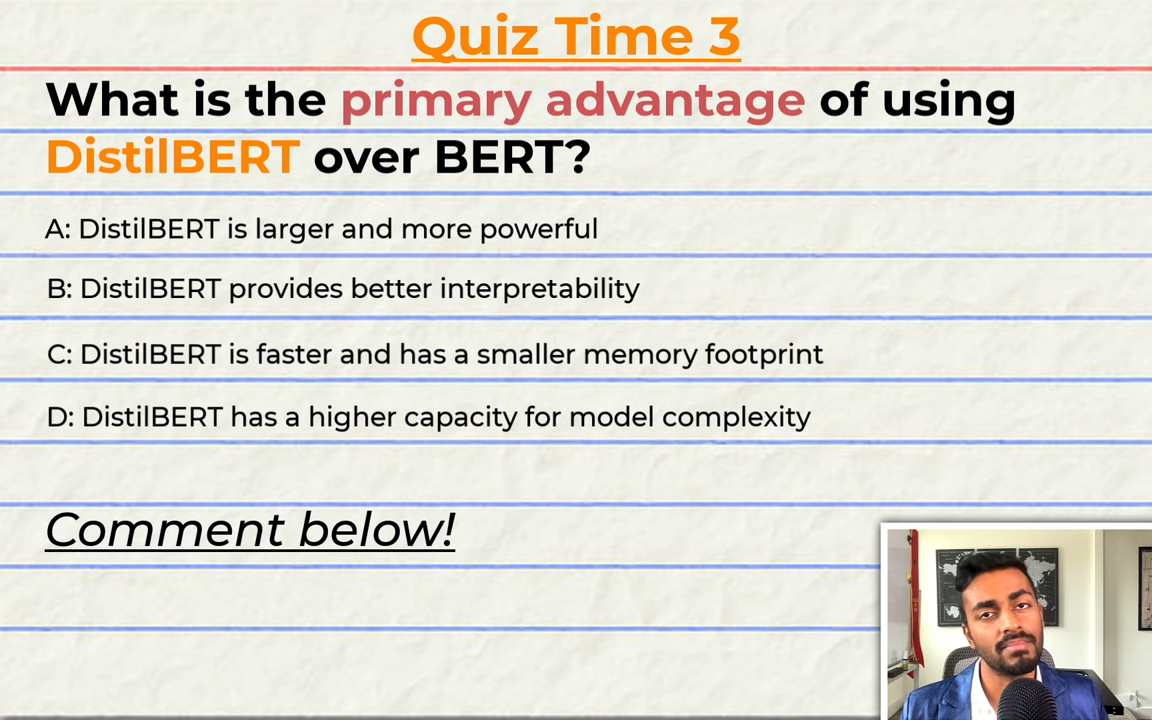 Quiz Time 3
What is the primary advantage of using
DistilBERT over BERT?
A: DistilBERT is larger and more powerful
B: DistilBERT provides better interpretability
C: DistilBERT is faster and has a smaller memory footprint
D: DistilBERT has a higher capacity for model complexity
Comment below!